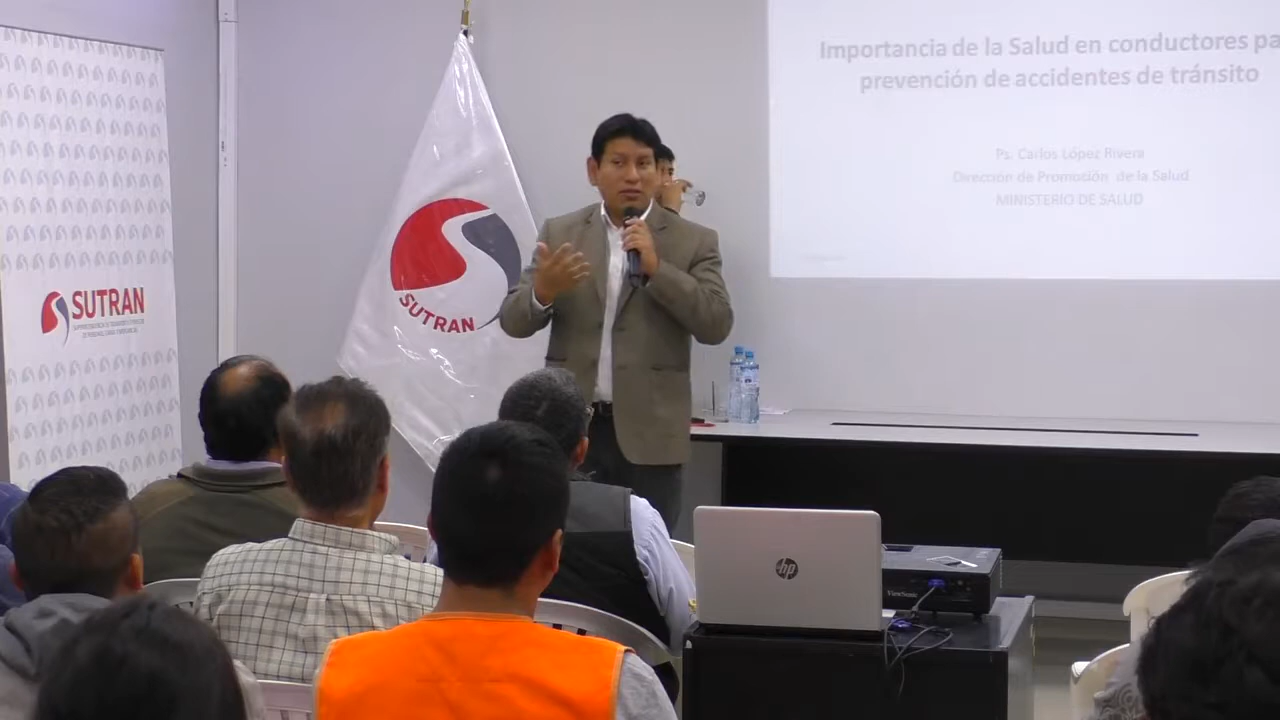 Importancia de la Salud en conductores pa
prevención de accidentes de tránsito
Ps. Carlos López Rivera
Dirección de Promoción de la Salud
MINISTERIO DE SALUD
SUTRAN
SUTRAN
hp
ViewSonic